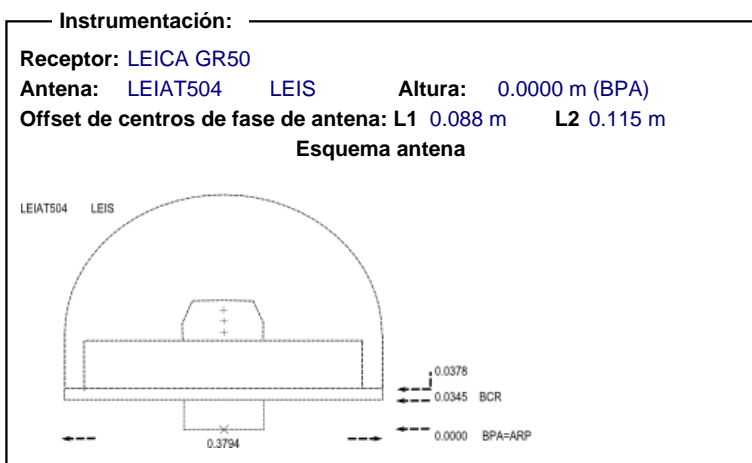 Instrumentación:
Receptor: LEICA GR50
Antena: LEIAT504 LEIS Altura: 0.0000 m (BPA)
Offset de centros de fase de antena: L1 0.088 m L2 0.115 m
Esquema antena
LEIAT504 LEIS
0.0378
0.0345 BCR
0.0000 BPA=ARP
0.3794